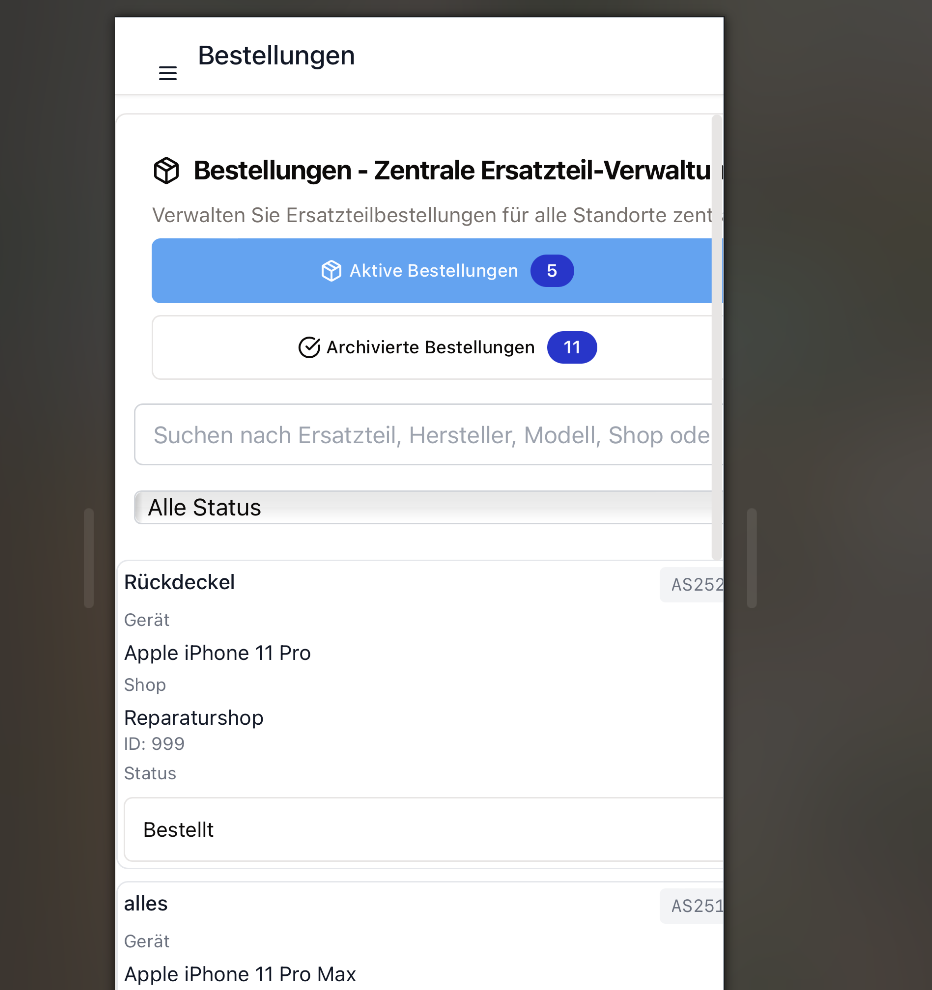 Bestellungen
Bestellungen - Zentrale Ersatzteil-Verwaltu
Verwalten Sie Ersatzteilbestellungen für alle Standorte zent
Aktive Bestellungen 5
Archivierte Bestellungen 11
Suchen nach Ersatzteil, Hersteller, Modell, Shop ode
Alle Status
Rückdeckel AS252
Gerät
Apple iPhone 11 Pro
Shop
Reparaturshop
ID: 999
Status
Bestellt
alles AS251
Gerät
Apple iPhone 11 Pro Max